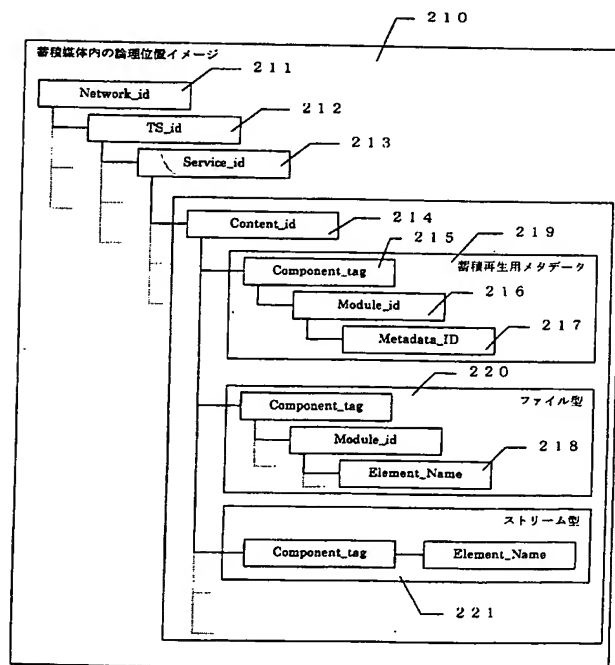 210
蓄積媒体内の論理位置イメージ
211
Network_id
212
TS_id
213
Service_id
214
Content_id
215
219
蓄積再生用メタデータ
Component_tag
216
Module_id
217
Metadata_ID
220
ファイル型
Component_tag
Module_id
218
Element_Name
ストリーム型
Component_tag
Element_Name
221